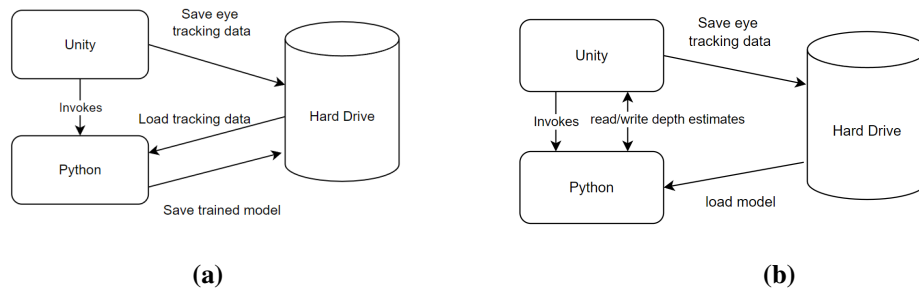 Save eye
tracking data
Unity
Invokes
Load tracking data
Hard Drive
Python
Save trained model
(a)
Save eye
tracking data
Unity
Invokes
read/write depth estimates
Hard Drive
Python
load model
(b)